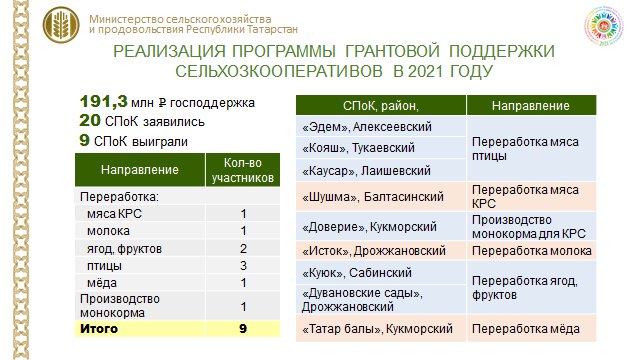 Министерство сельского хозяйства
и продовольствия Республики Татарстан
РЕАЛИЗАЦИЯ ПРОГРАММЫ ГРАНТОВОЙ ПОДДЕРЖКИ
СЕЛЬХОЗКООПЕРАТИВОВ В 2021 ГОДУ
191,3 млн ₽ господдержка
20 СПоК заявились
9 СПоК выиграли
Направление Кол-во
участников
Переработка:
мяса КРС 1
молока 1
ягод, фруктов 2
птицы 3
мёда 1
Производство
монокорма 1
Итого 9
СПоК, район, Направление
«Эдем», Алексеевский
«Кояш», Тукаевский
«Каусар», Лаишевский
Переработка мяса
птицы
«Шушма», Балтасинский Переработка мяса
КРС
«Доверие», Кукморский Производство
монокорма для КРС
«Исток», Дрожжановский Переработка молока
«Куюк», Сабинский
«Дувановские сады»,
Дрожжановский
Переработка ягод,
фруктов
«Татар балы», Кукморский Переработка мёда